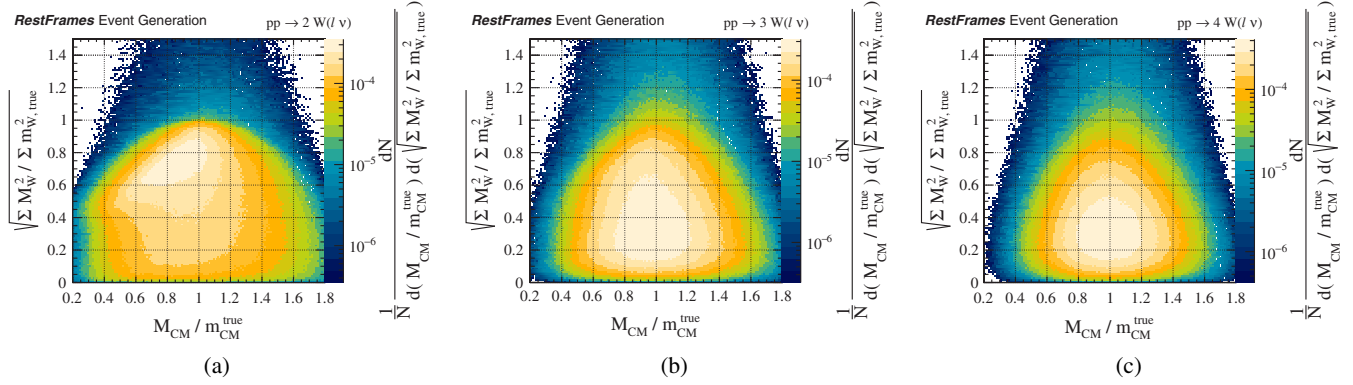 RestFrames Event Generation pp → 2 W(l ν)
1.4
1.2
1
0.8
0.6
0.4
0.2
0
0.2 0.4 0.6 0.8 1 1.2 1.4 1.6 1.8
M_CM / m_CM^true
√ Σ M_W^2 / Σ m_W, true^2
10^−4
10^−5
10^−6
1/N dN / d( M_CM / m_CM^true ) d( √ Σ M_W^2 / Σ m_W, true^2 )
(a)
RestFrames Event Generation pp → 3 W(l ν)
1.4
1.2
1
0.8
0.6
0.4
0.2
0
0.2 0.4 0.6 0.8 1 1.2 1.4 1.6 1.8
M_CM / m_CM^true
√ Σ M_W^2 / Σ m_W, true^2
10^−4
10^−5
10^−6
1/N dN / d( M_CM / m_CM^true ) d( √ Σ M_W^2 / Σ m_W, true^2 )
(b)
RestFrames Event Generation pp → 4 W(l ν)
1.4
1.2
1
0.8
0.6
0.4
0.2
0
0.2 0.4 0.6 0.8 1 1.2 1.4 1.6 1.8
M_CM / m_CM^true
√ Σ M_W^2 / Σ m_W, true^2
10^−4
10^−5
10^−6
1/N dN / d( M_CM / m_CM^true ) d( √ Σ M_W^2 / Σ m_W, true^2 )
(c)